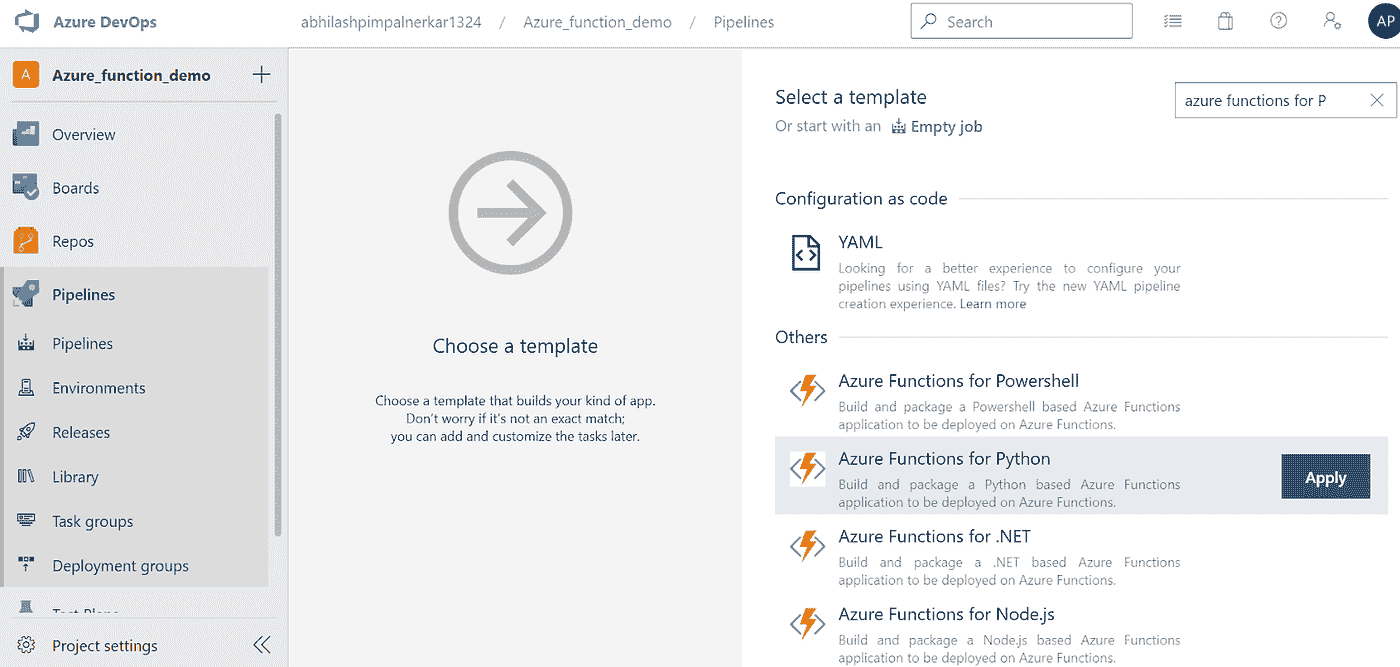 Azure DevOps
abhilashpimpalnerkar1324 / Azure_function_demo / Pipelines
Search
AP
A
Azure_function_demo
Overview
Boards
Repos
Pipelines
Pipelines
Environments
Releases
Library
Task groups
Deployment groups
Test Plans
Project settings
Choose a template
Choose a template that builds your kind of app.
Don't worry if it's not an exact match;
you can add and customize the tasks later.
Select a template
Or start with an Empty job
azure functions for P
Configuration as code
YAML
Looking for a better experience to configure your
pipelines using YAML files? Try the new YAML pipeline
creation experience. Learn more
Others
Azure Functions for Powershell
Build and package a Powershell based Azure Functions
application to be deployed on Azure Functions.
Azure Functions for Python
Build and package a Python based Azure Functions
application to be deployed on Azure Functions.
Apply
Azure Functions for .NET
Build and package a .NET based Azure Functions
application to be deployed on Azure Functions.
Azure Functions for Node.js
Build and package a Node.js based Azure Functions
application to be deployed on Azure Functions.